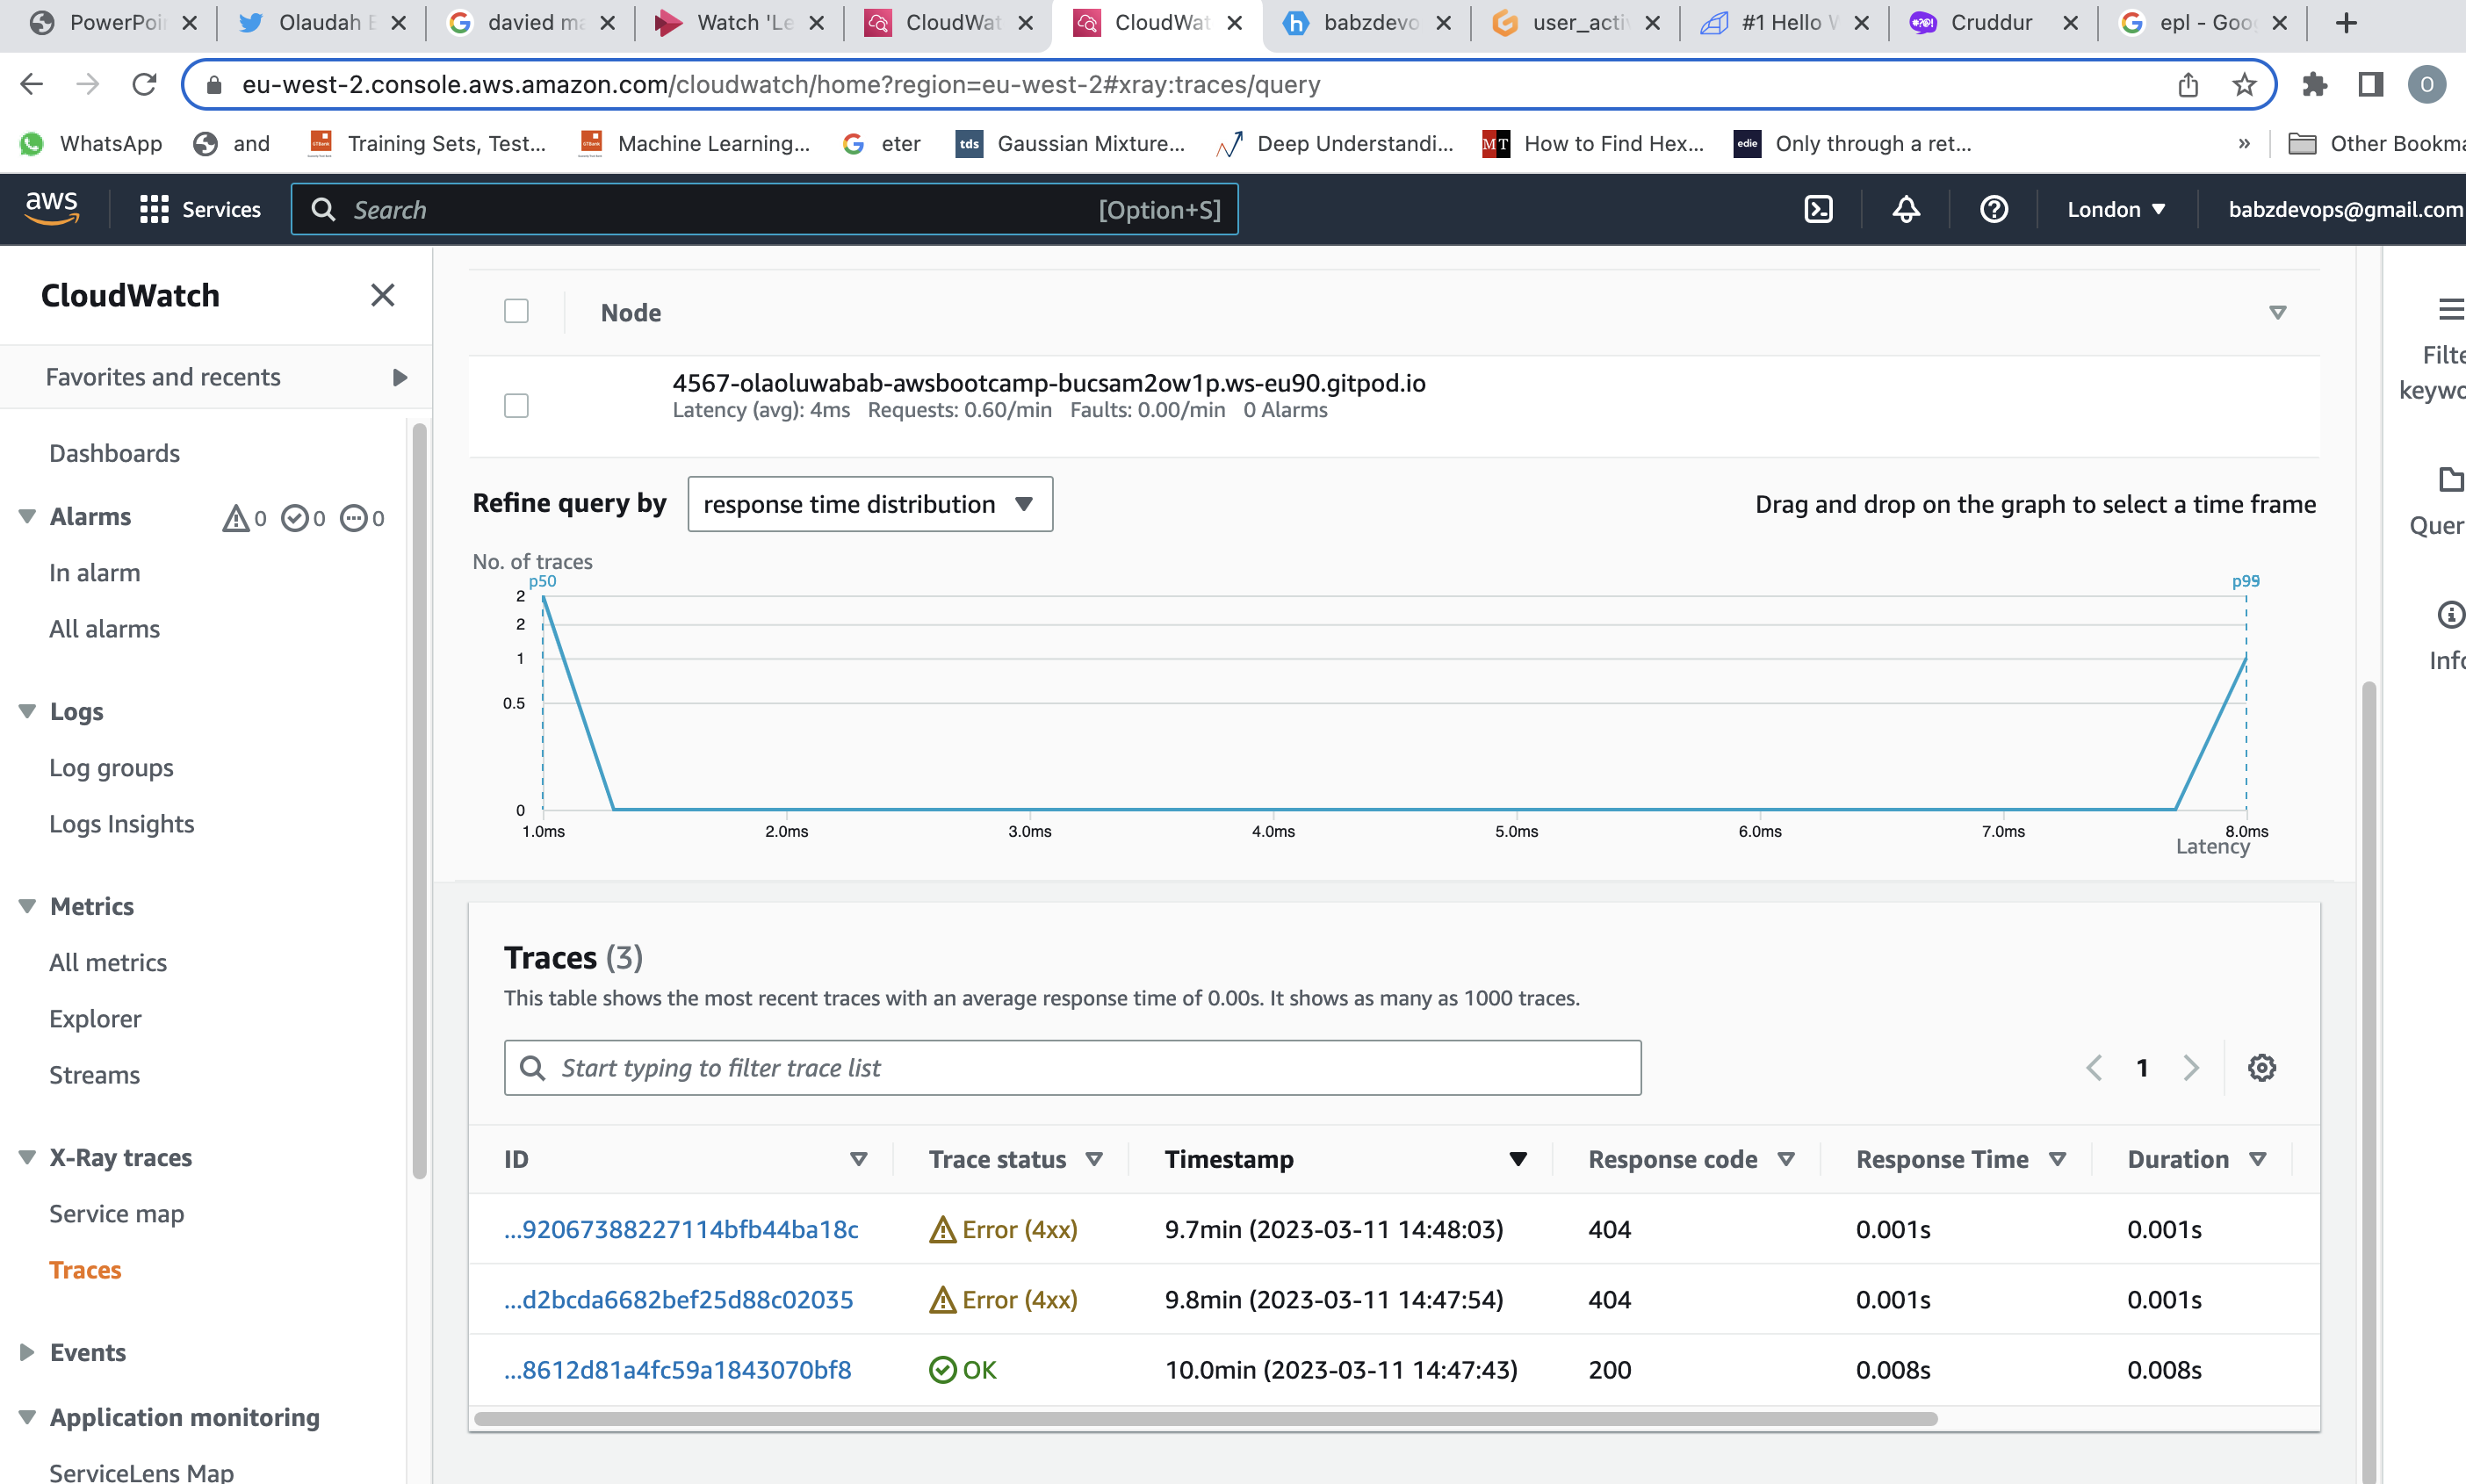 PowerPoi
Olaudah E
davied ma
Watch 'Le
CloudWat
CloudWat
babzdevo
user_activ
#1 Hello W
Cruddur
epl - Goog
eu-west-2.console.aws.amazon.com/cloudwatch/home?region=eu-west-2#xray:traces/query
O
WhatsApp
and
Training Sets, Test...
Machine Learning...
eter
tds
Gaussian Mixture...
Deep Understandi...
MT
How to Find Hex...
edie
Only through a ret...
»
Other Bookma
aws
Services
Search
[Option+S]
London
babzdevops@gmail.com
CloudWatch
Favorites and recents
Dashboards
Alarms
0
0
0
In alarm
All alarms
Logs
Log groups
Logs Insights
Metrics
All metrics
Explorer
Streams
X-Ray traces
Service map
Traces
Events
Application monitoring
ServiceLens Map
Node
4567-olaoluwabab-awsbootcamp-bucsam2ow1p.ws-eu90.gitpod.io
Latency (avg): 4ms Requests: 0.60/min Faults: 0.00/min 0 Alarms
Refine query by
response time distribution
Drag and drop on the graph to select a time frame
No. of traces
p50
2
2
1
0.5
0
1.0ms
2.0ms
3.0ms
4.0ms
5.0ms
6.0ms
7.0ms
8.0ms
Latency
Traces (3)
This table shows the most recent traces with an average response time of 0.00s. It shows as many as 1000 traces.
Start typing to filter trace list
1
ID Trace status Timestamp Response code Response Time Duration
...92067388227114bfb44ba18c Error (4xx) 9.7min (2023-03-11 14:48:03) 404 0.001s 0.001s
...d2bcda6682bef25d88c02035 Error (4xx) 9.8min (2023-03-11 14:47:54) 404 0.001s 0.001s
...8612d81a4fc59a1843070bf8 OK 10.0min (2023-03-11 14:47:43) 200 0.008s 0.008s
Filte
keywo
Quer
Info